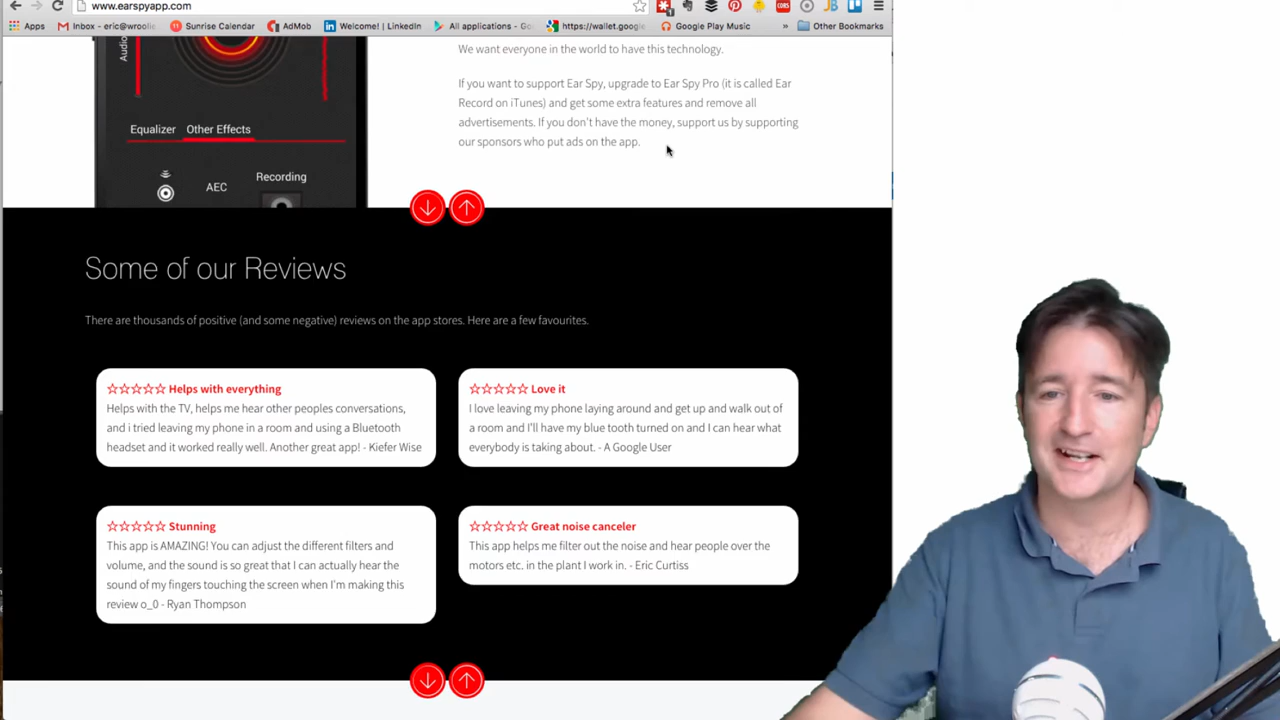 www.earspyapp.com
Apps
Inbox - eric@wroolie
Sunrise Calendar
AdMob
Welcome! | LinkedIn
All applications - Go
https://wallet.google
Google Play Music
»
Other Bookmarks
Audio
Equalizer Other Effects
AEC
Recording
We want everyone in the world to have this technology.
If you want to support Ear Spy, upgrade to Ear Spy Pro (it is called Ear
Record on iTunes) and get some extra features and remove all
advertisements. If you don't have the money, support us by supporting
our sponsors who put ads on the app.
Some of our Reviews
There are thousands of positive (and some negative) reviews on the app stores. Here are a few favourites.
☆☆☆☆☆ Helps with everything
Helps with the TV, helps me hear other peoples conversations,
and i tried leaving my phone in a room and using a Bluetooth
headset and it worked really well. Another great app! - Kiefer Wise
☆☆☆☆☆ Love it
I love leaving my phone laying around and get up and walk out of
a room and I'll have my blue tooth turned on and I can hear what
everybody is taking about. - A Google User
☆☆☆☆☆ Stunning
This app is AMAZING! You can adjust the different filters and
volume, and the sound is so great that I can actually hear the
sound of my fingers touching the screen when I'm making this
review o_0 - Ryan Thompson
☆☆☆☆☆ Great noise canceler
This app helps me filter out the noise and hear people over the
motors etc. in the plant I work in. - Eric Curtiss